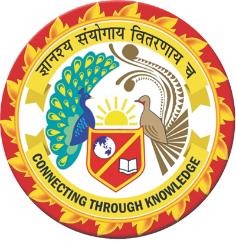 ज्ञानस्य संयोगाय वितरणाय च
CONNECTING THROUGH KNOWLEDGE